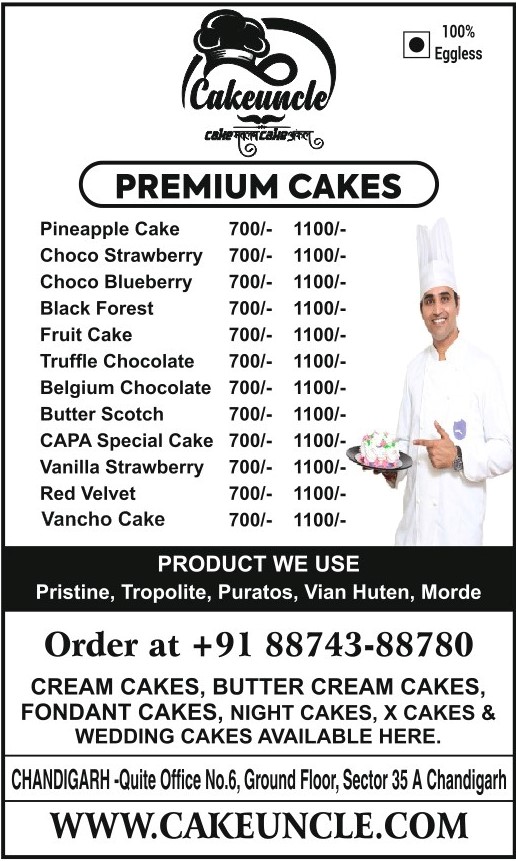 100%
Eggless
Cakeuncle
cake मतलब cake अंकल
PREMIUM CAKES
Pineapple Cake 700/- 1100/-
Choco Strawberry 700/- 1100/-
Choco Blueberry 700/- 1100/-
Black Forest 700/- 1100/-
Fruit Cake 700/- 1100/-
Truffle Chocolate 700/- 1100/-
Belgium Chocolate 700/- 1100/-
Butter Scotch 700/- 1100/-
CAPA Special Cake 700/- 1100/-
Vanilla Strawberry 700/- 1100/-
Red Velvet 700/- 1100/-
Vancho Cake 700/- 1100/-
PRODUCT WE USE
Pristine, Tropolite, Puratos, Vian Huten, Morde
Order at +91 88743-88780
CREAM CAKES, BUTTER CREAM CAKES,
FONDANT CAKES, NIGHT CAKES, X CAKES &
WEDDING CAKES AVAILABLE HERE.
CHANDIGARH -Quite Office No.6, Ground Floor, Sector 35 A Chandigarh
WWW.CAKEUNCLE.COM